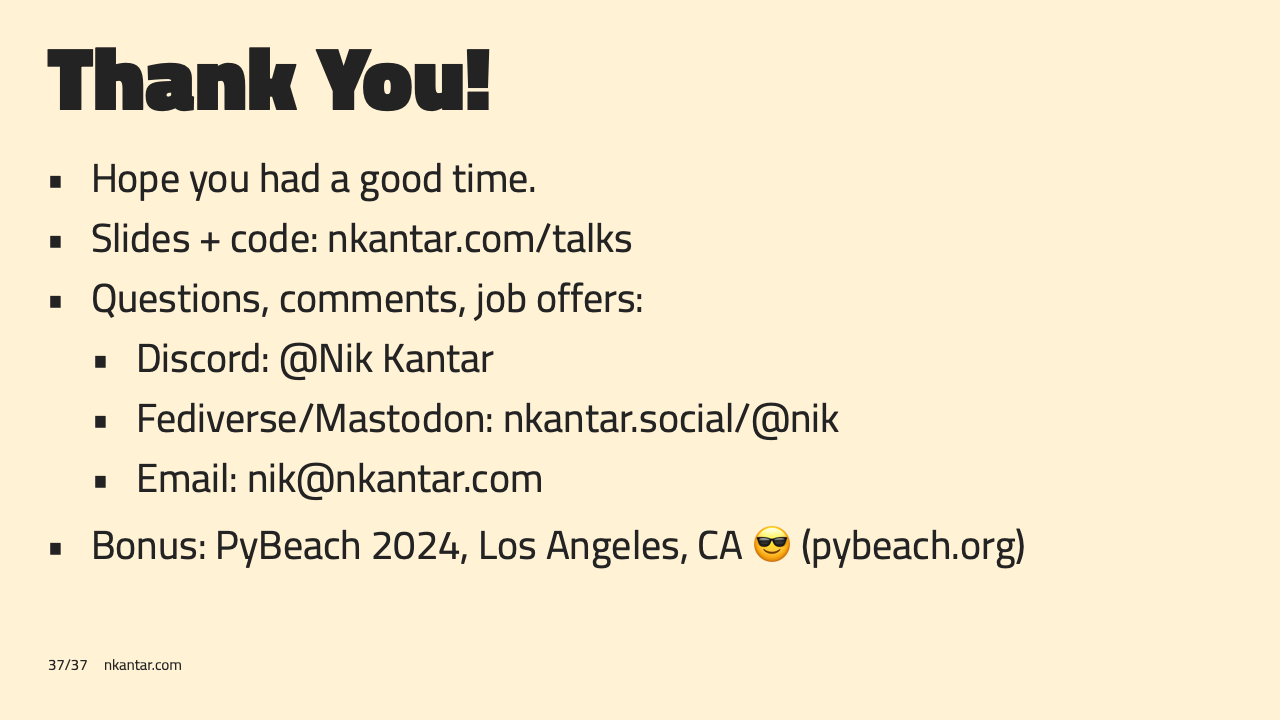 Thank You!
▪ Hope you had a good time.
▪ Slides + code: nkantar.com/talks
▪ Questions, comments, job offers:
▪ Discord: @Nik Kantar
▪ Fediverse/Mastodon: nkantar.social/@nik
▪ Email: nik@nkantar.com
▪ Bonus: PyBeach 2024, Los Angeles, CA 😎 (pybeach.org)
37/37 nkantar.com